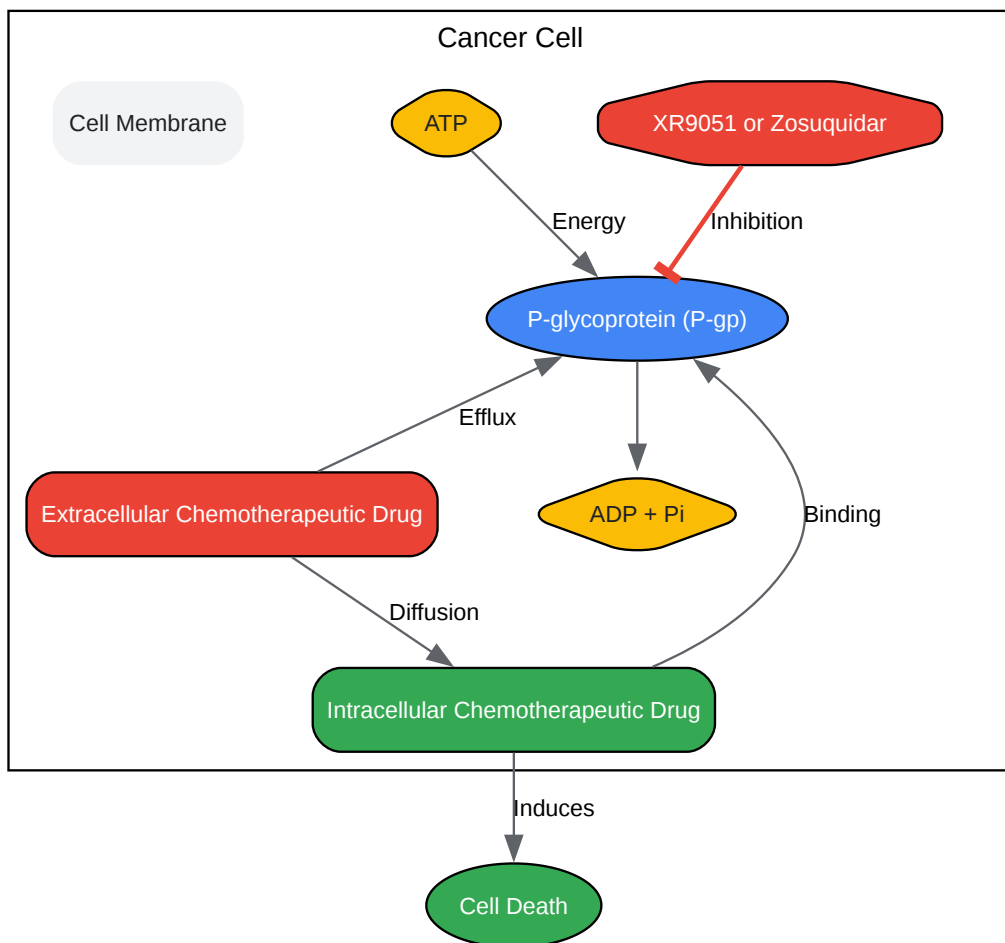 Cancer Cell
Cell Membrane
ATP
XR9051 or Zosuquidar
Energy
Inhibition
P-glycoprotein (P-gp)
Efflux
Extracellular Chemotherapeutic Drug
ADP + Pi
Binding
Diffusion
Intracellular Chemotherapeutic Drug
Induces
Cell Death